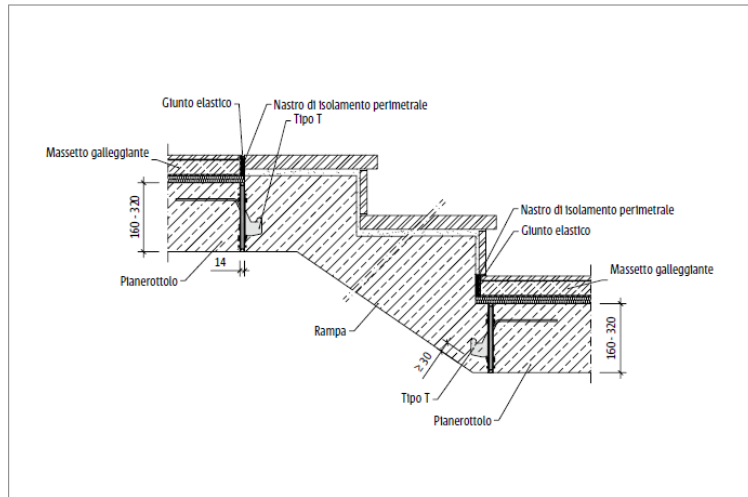 Giunto elastico
Nastro di isolamento perimetrale
Tipo T
Massetto galleggiante
160 - 320
Planerottolo
14
Nastro di isolamento perimetrale
Giunto elastico
Massetto galleggiante
Rampa
≥ 30
160 - 320
Tipo T
Planerottolo